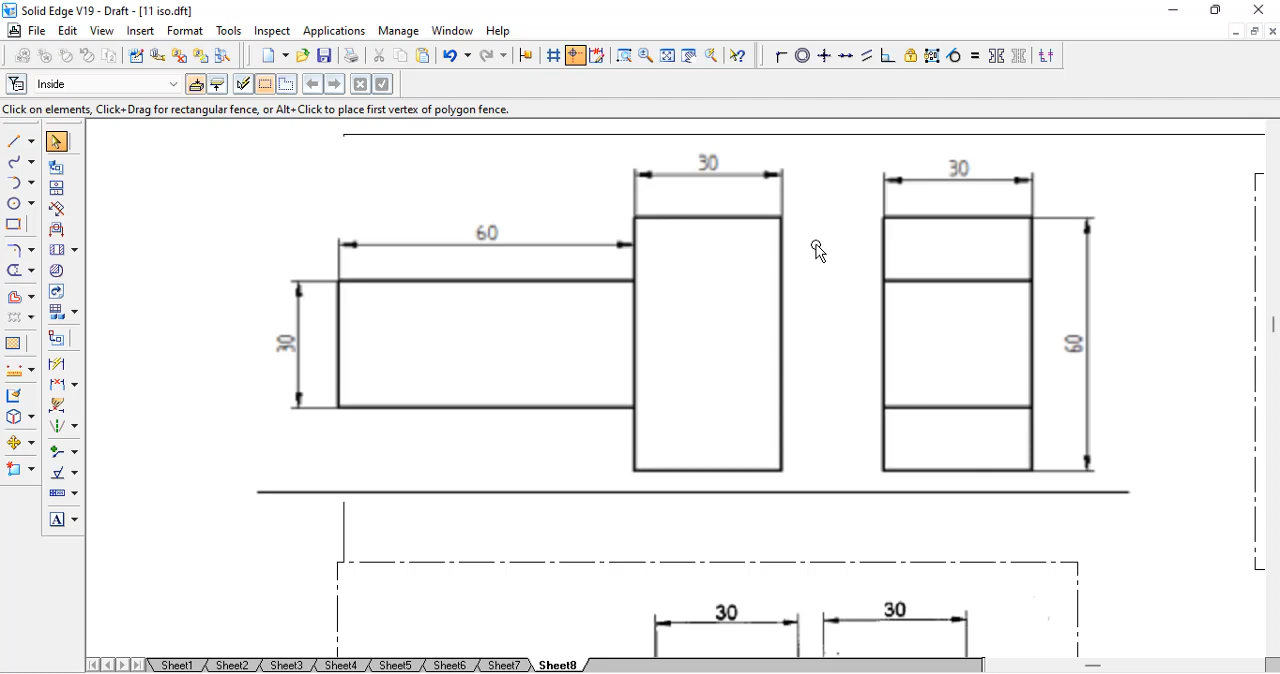 Solid Edge V19 - Draft - [11 iso.dft]
File Edit View Insert Format Tools Inspect Applications Manage Window Help
Inside
Click on elements, Click+Drag for rectangular fence, or Alt+Click to place first vertex of polygon fence.
30 30
60
30 60
30 30
A
Sheet1 Sheet2 Sheet3 Sheet4 Sheet5 Sheet6 Sheet7 Sheet8